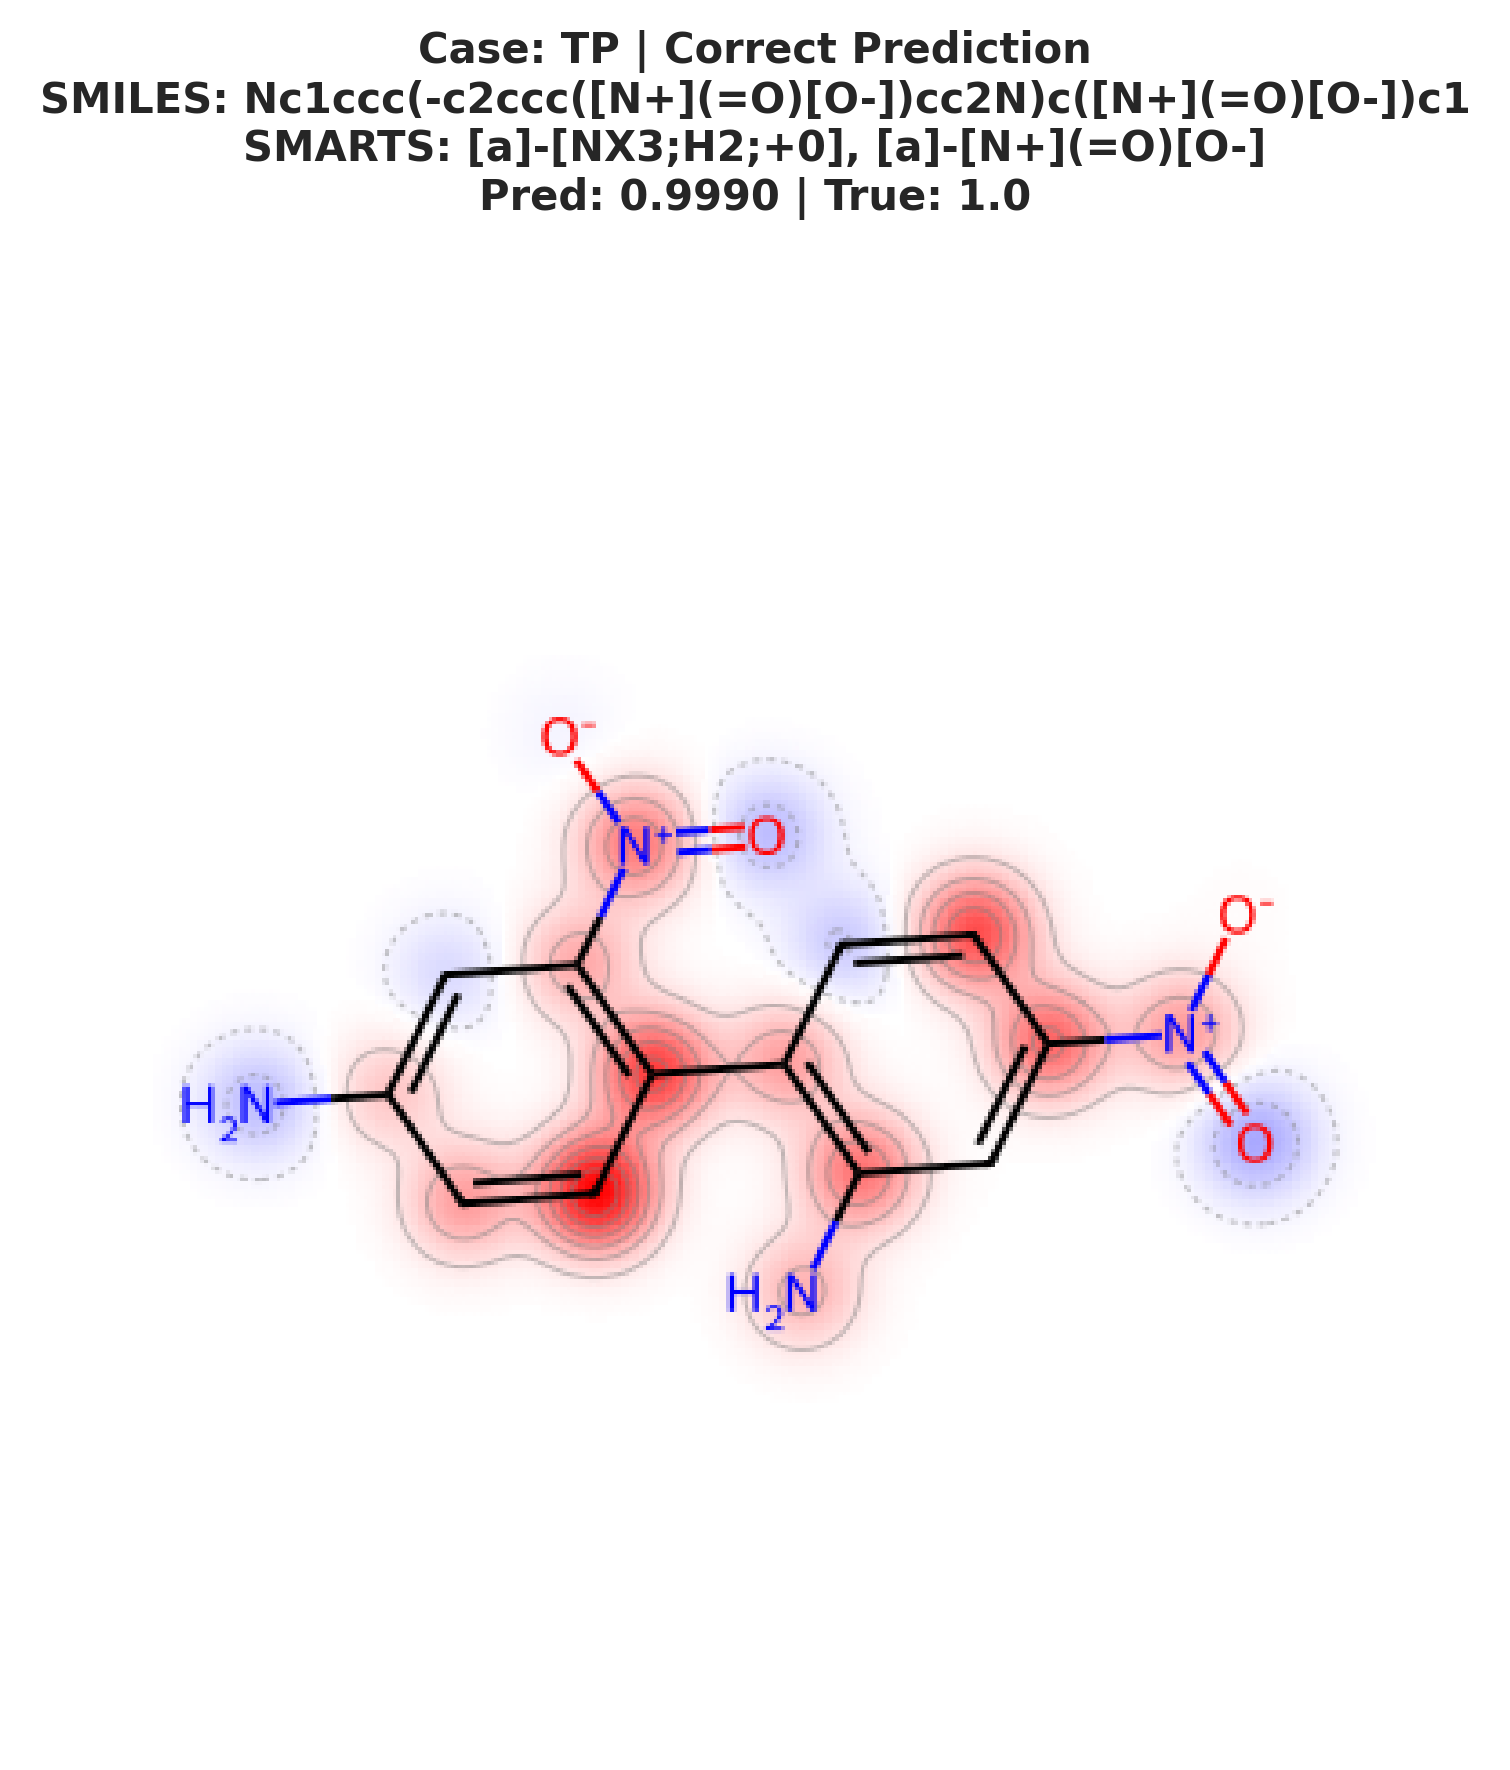 Case: TP | Correct Prediction
SMILES: Nc1ccc(-c2ccc([N+](=O)[O-])cc2N)c([N+](=O)[O-])c1
SMARTS: [a]-[NX3;H2;+0], [a]-[N+](=O)[O-]
Pred: 0.9990 | True: 1.0
O-
N+ O
O-
N+
H2N
O
H2N